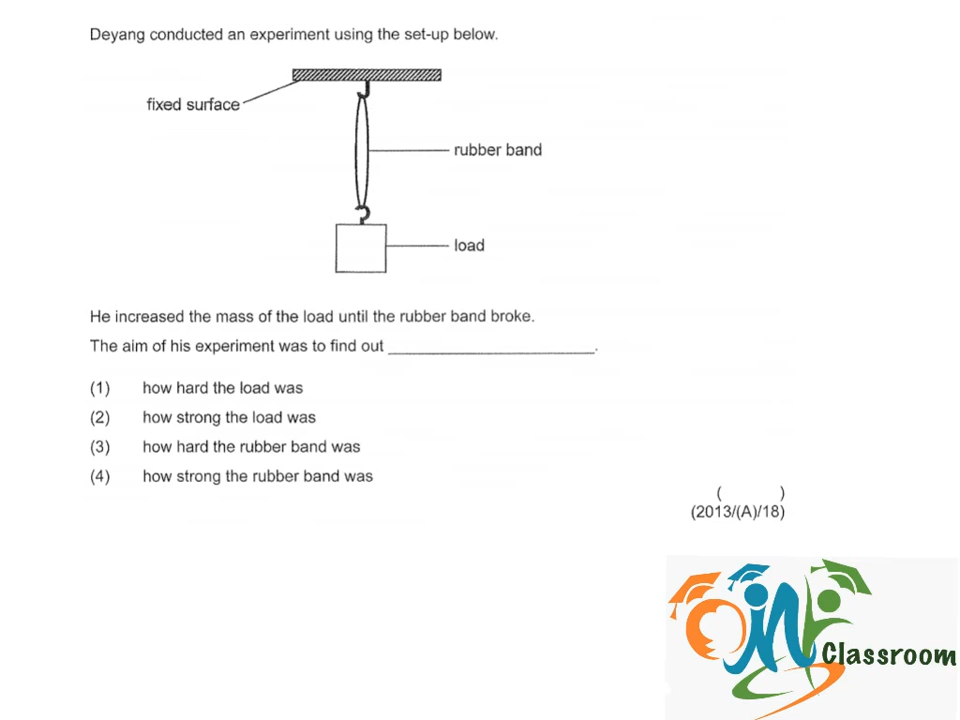 Deyang conducted an experiment using the set-up below.
fixed surface
rubber band
load
He increased the mass of the load until the rubber band broke.
The aim of his experiment was to find out ______________________.
(1) how hard the load was
(2) how strong the load was
(3) how hard the rubber band was
(4) how strong the rubber band was
( )
(2013/(A)/18)
Classroom